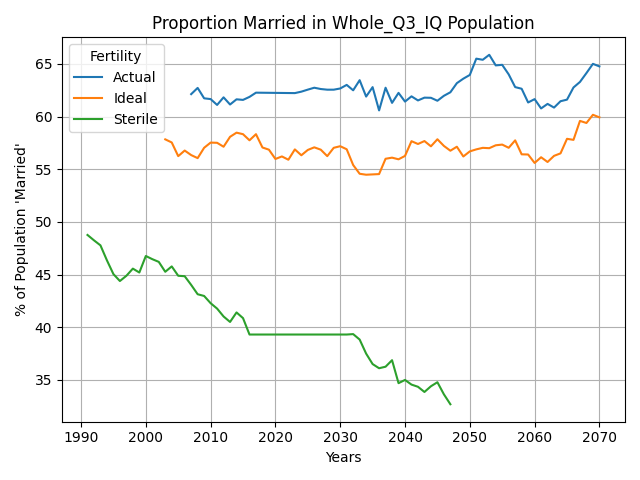 Proportion Married in Whole_Q3_IQ Population
Fertility
Actual
Ideal
Sterile
% of Population 'Married'
65
60
55
50
45
40
35
1990 2000 2010 2020 2030 2040 2050 2060 2070
Years